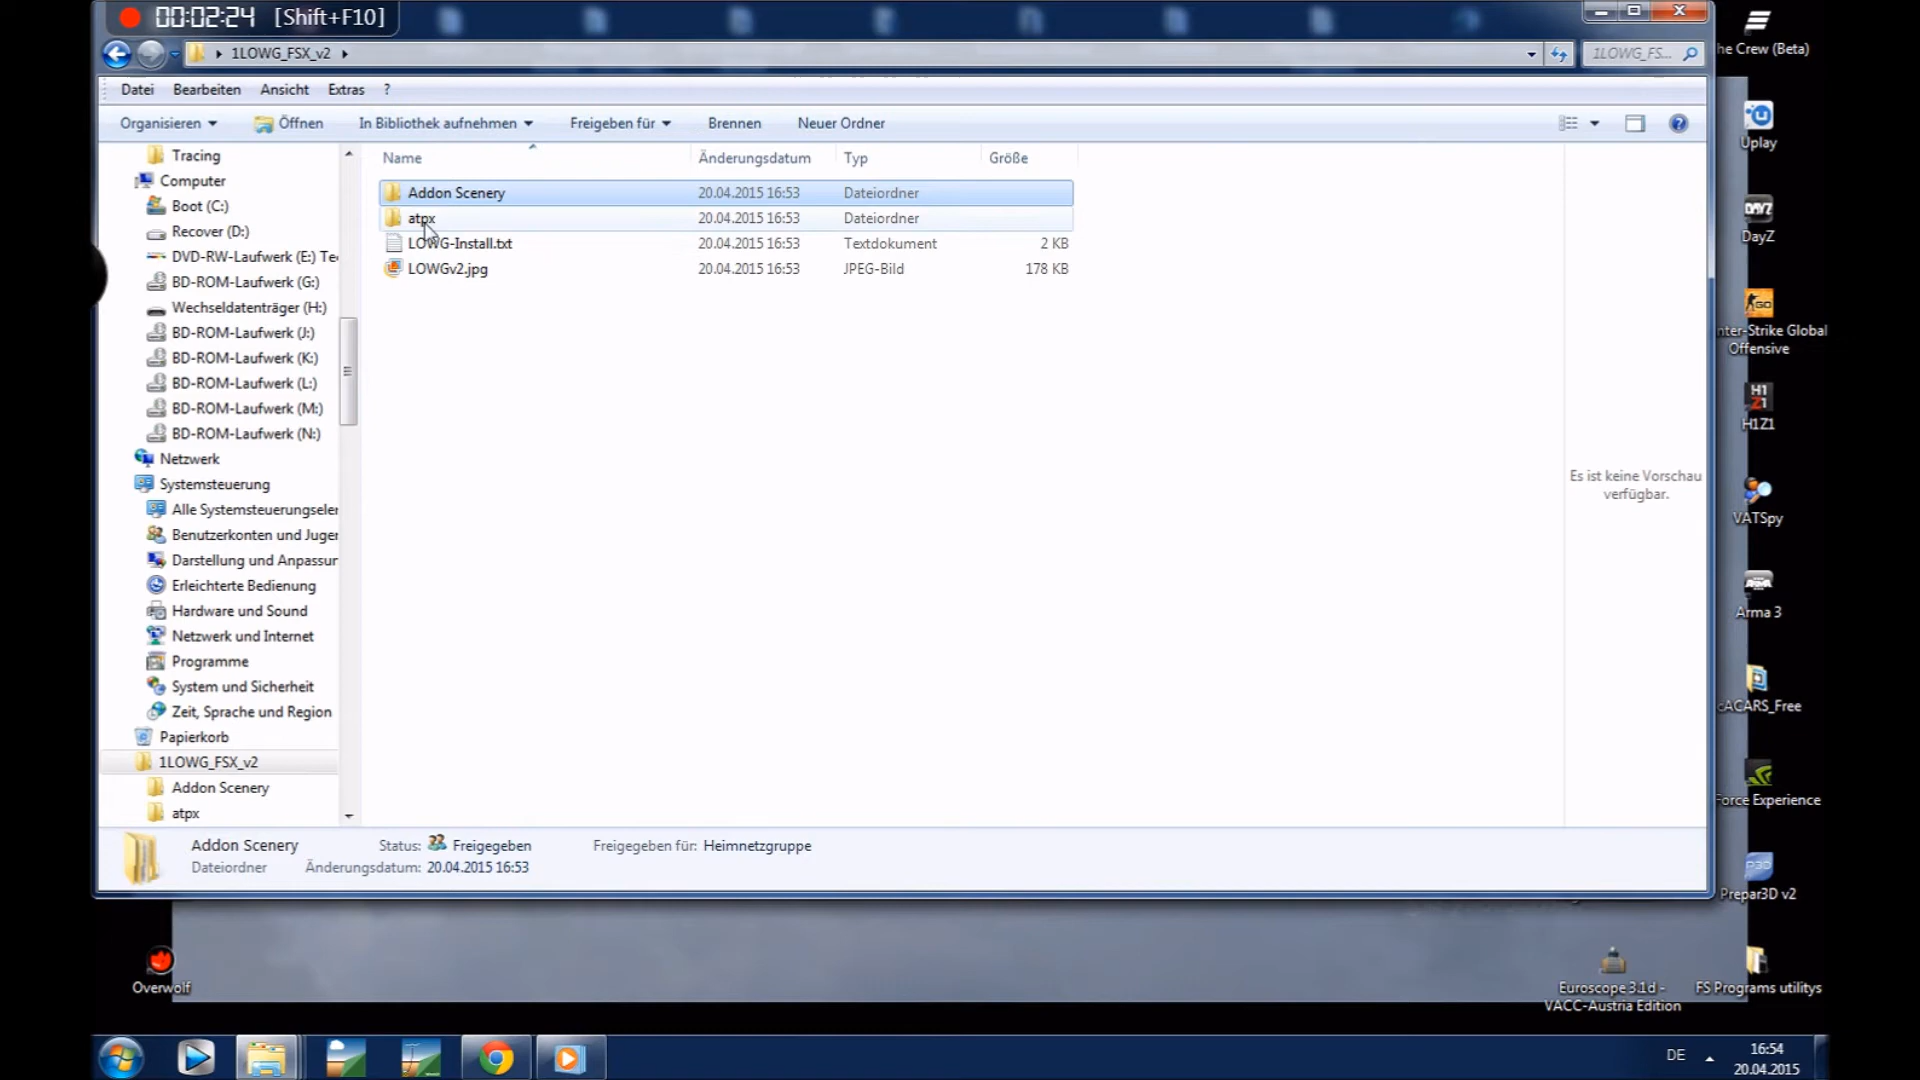 00:02:24 [Shift+F10]
1LOWG_FSX_v2
1LOWG_FS...
Datei Bearbeiten Ansicht Extras ?
Organisieren Öffnen In Bibliothek aufnehmen Freigeben für Brennen Neuer Ordner
Name Änderungsdatum Typ Größe
Addon Scenery 20.04.2015 16:53 Dateiordner
atpx 20.04.2015 16:53 Dateiordner
LOWG-Install.txt 20.04.2015 16:53 Textdokument 2 KB
LOWGv2.jpg 20.04.2015 16:53 JPEG-Bild 178 KB
Tracing
Computer
Boot (C:)
Recover (D:)
DVD-RW-Laufwerk (E:) Te
BD-ROM-Laufwerk (G:)
Wechseldatenträger (H:)
BD-ROM-Laufwerk (J:)
BD-ROM-Laufwerk (K:)
BD-ROM-Laufwerk (L:)
BD-ROM-Laufwerk (M:)
BD-ROM-Laufwerk (N:)
Netzwerk
Systemsteuerung
Alle Systemsteuerungseler
Benutzerkonten und Juger
Darstellung und Anpassur
Erleichterte Bedienung
Hardware und Sound
Netzwerk und Internet
Programme
System und Sicherheit
Zeit, Sprache und Region
Papierkorb
1LOWG_FSX_v2
Addon Scenery
atpx
Es ist keine Vorschau
verfügbar.
Addon Scenery Status: Freigegeben Freigegeben für: Heimnetzgruppe
Dateiordner Änderungsdatum: 20.04.2015 16:53
he Crew (Beta)
Uplay
DAYZ
DayZ
GO
nter-Strike Global
Offensive
H1
Z1
H1Z1
VATSpy
ARMA
Arma 3
cACARS_Free
Force Experience
P3D
Prepar3D v2
Overwolf
Euroscope 3.1d -
VACC-Austria Edition
FS Programs utilitys
DE
16:54
20.04.2015